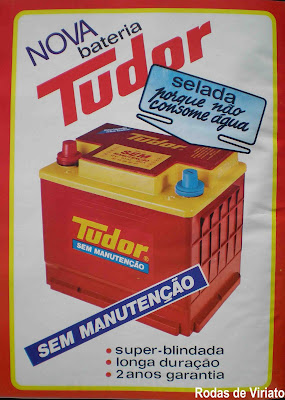 NOVA
bateria
Tudor
selada
porque não
consome água
SEM
Tudor
SEM MANUTENÇÃO
SEM MANUTENÇÃO
• super-blindada
• longa duração
• 2 anos garantia
Rodas de Viriato